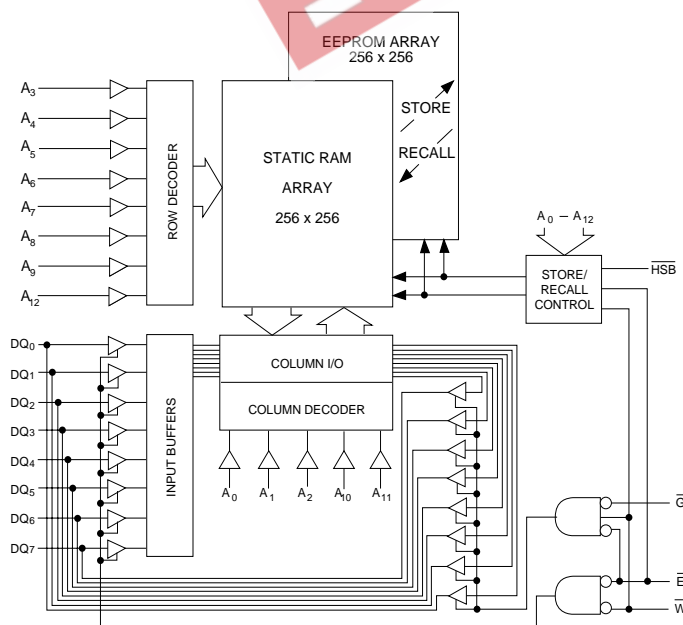 EEPROM ARRAY
256 x 256
STORE
RECALL
STATIC RAM
ARRAY
256 x 256
A3
A4
A5
A6
A7
A8
A9
A12
ROW DECODER
A0 – A12
STORE/
RECALL
CONTROL
HSB
COLUMN I/O
COLUMN DECODER
DQ0
DQ1
DQ2
DQ3
DQ4
DQ5
DQ6
DQ7
INPUT BUFFERS
A0 A1 A2 A10 A11
G
E
W